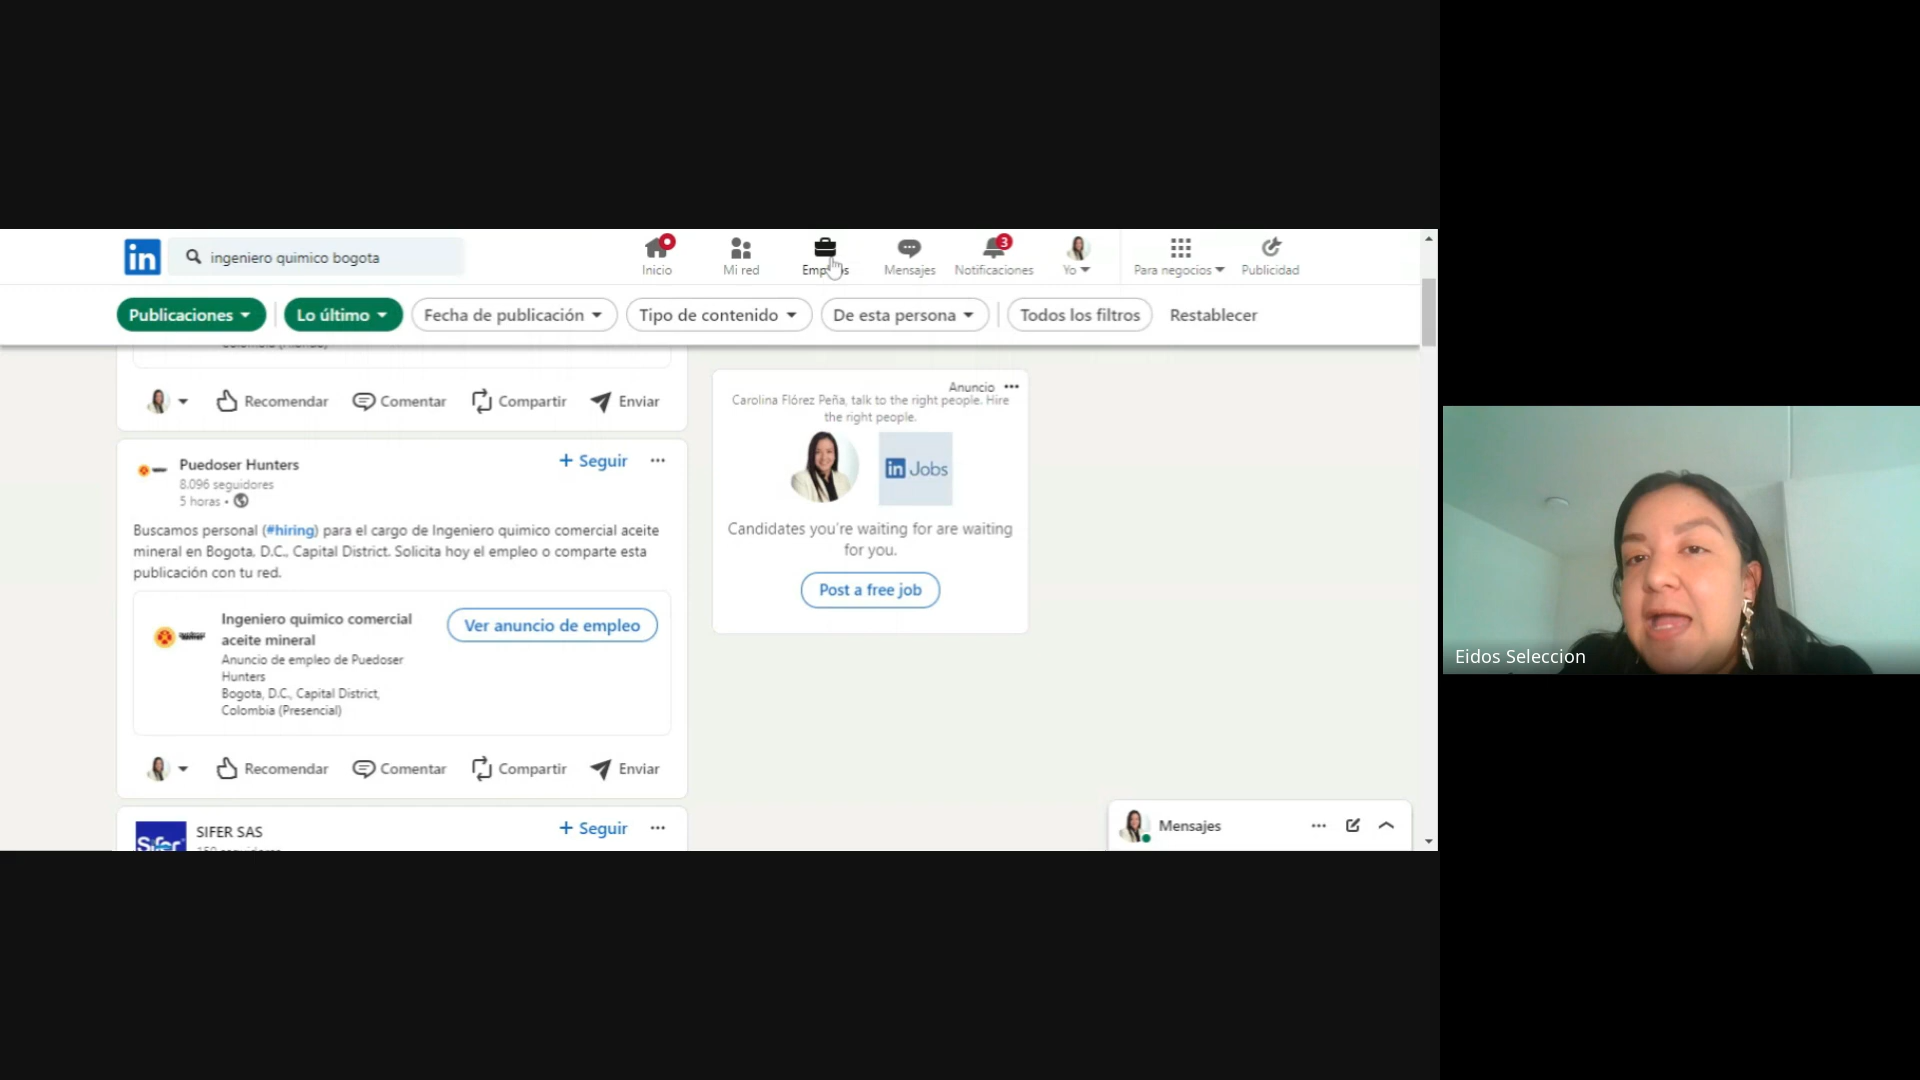 in
ingeniero quimico bogota
Inicio
Mi red
Mensajes
3
Notificaciones
Yo
Para negocios
Publicidad
Publicaciones
Lo último
Fecha de publicación
Tipo de contenido
De esta persona
Todos los filtros
Restablecer
Recomendar
Comentar
Compartir
Enviar
Puedoser Hunters
8.096 seguidores
5 horas •
+ Seguir
Buscamos personal (#hiring) para el cargo de Ingeniero quimico comercial aceite
mineral en Bogota, D.C., Capital District. Solicita hoy el empleo o comparte esta
publicación con tu red.
Ingeniero quimico comercial
aceite mineral
Anuncio de empleo de Puedoser
Hunters
Bogota, D.C., Capital District,
Colombia (Presencial)
Ver anuncio de empleo
Recomendar
Comentar
Compartir
Enviar
Sifer
SIFER SAS
+ Seguir
Anuncio
Carolina Flórez Peña, talk to the right people. Hire
the right people.
in Jobs
Candidates you're waiting for are waiting
for you.
Post a free job
Mensajes
Eidos Seleccion